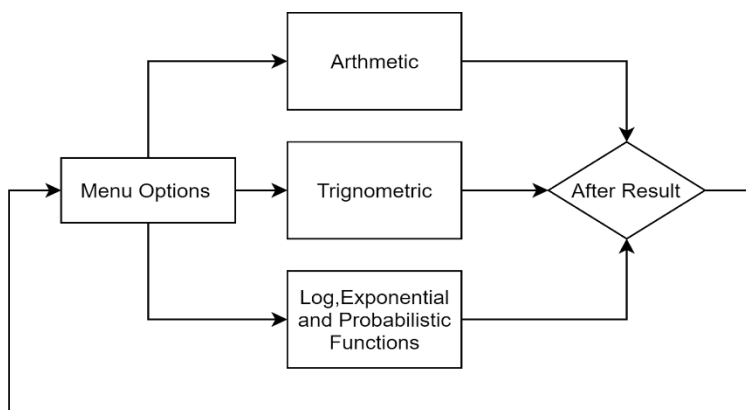 Arthmetic
Menu Options
Trignometric
After Result
Log,Exponential
and Probabilistic
Functions